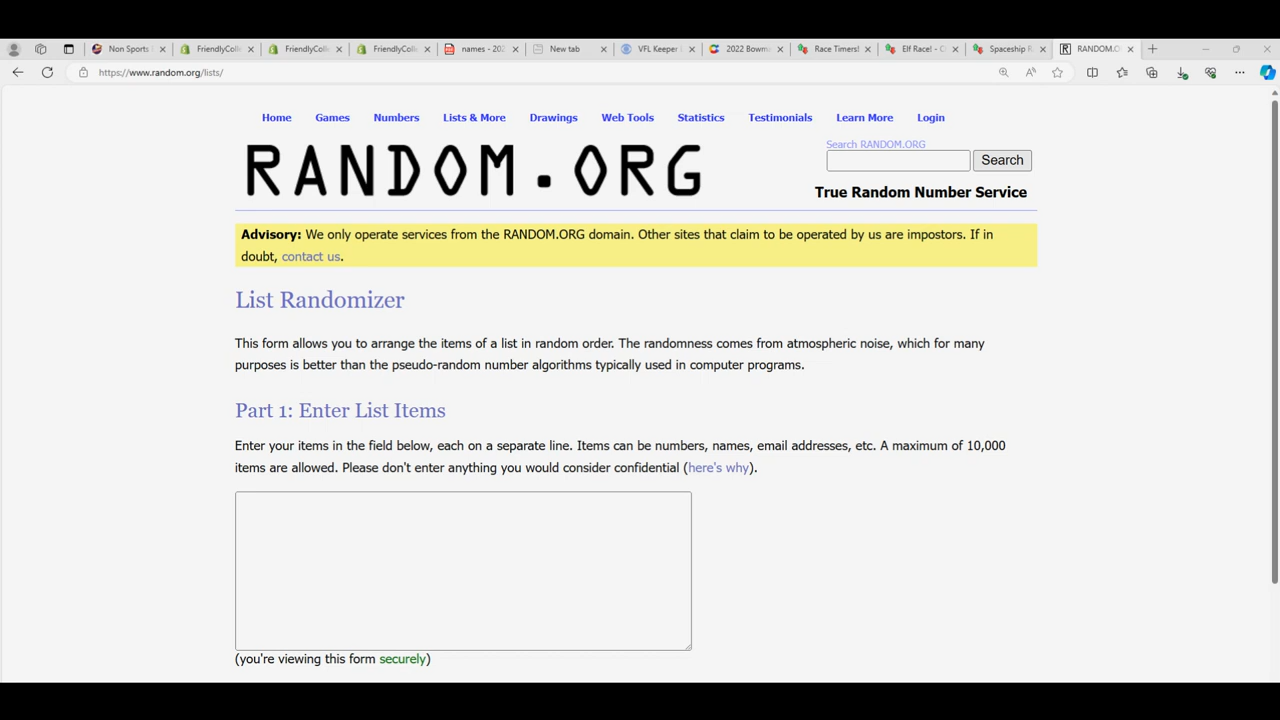 Non Sports
FriendlyColle
FriendlyColle
FriendlyColle
names - 202
New tab
VFL Keeper
2022 Bowma
Race Timers!
Elf Race! - O
Spaceship R
RANDOM.O
https://www.random.org/lists/
Home Games Numbers Lists & More Drawings Web Tools Statistics Testimonials Learn More Login
RANDOM.ORG
Search RANDOM.ORG
Search
True Random Number Service
Advisory: We only operate services from the RANDOM.ORG domain. Other sites that claim to be operated by us are impostors. If in
doubt, contact us.
List Randomizer
This form allows you to arrange the items of a list in random order. The randomness comes from atmospheric noise, which for many
purposes is better than the pseudo-random number algorithms typically used in computer programs.
Part 1: Enter List Items
Enter your items in the field below, each on a separate line. Items can be numbers, names, email addresses, etc. A maximum of 10,000
items are allowed. Please don't enter anything you would consider confidential (here's why).
(you're viewing this form securely)